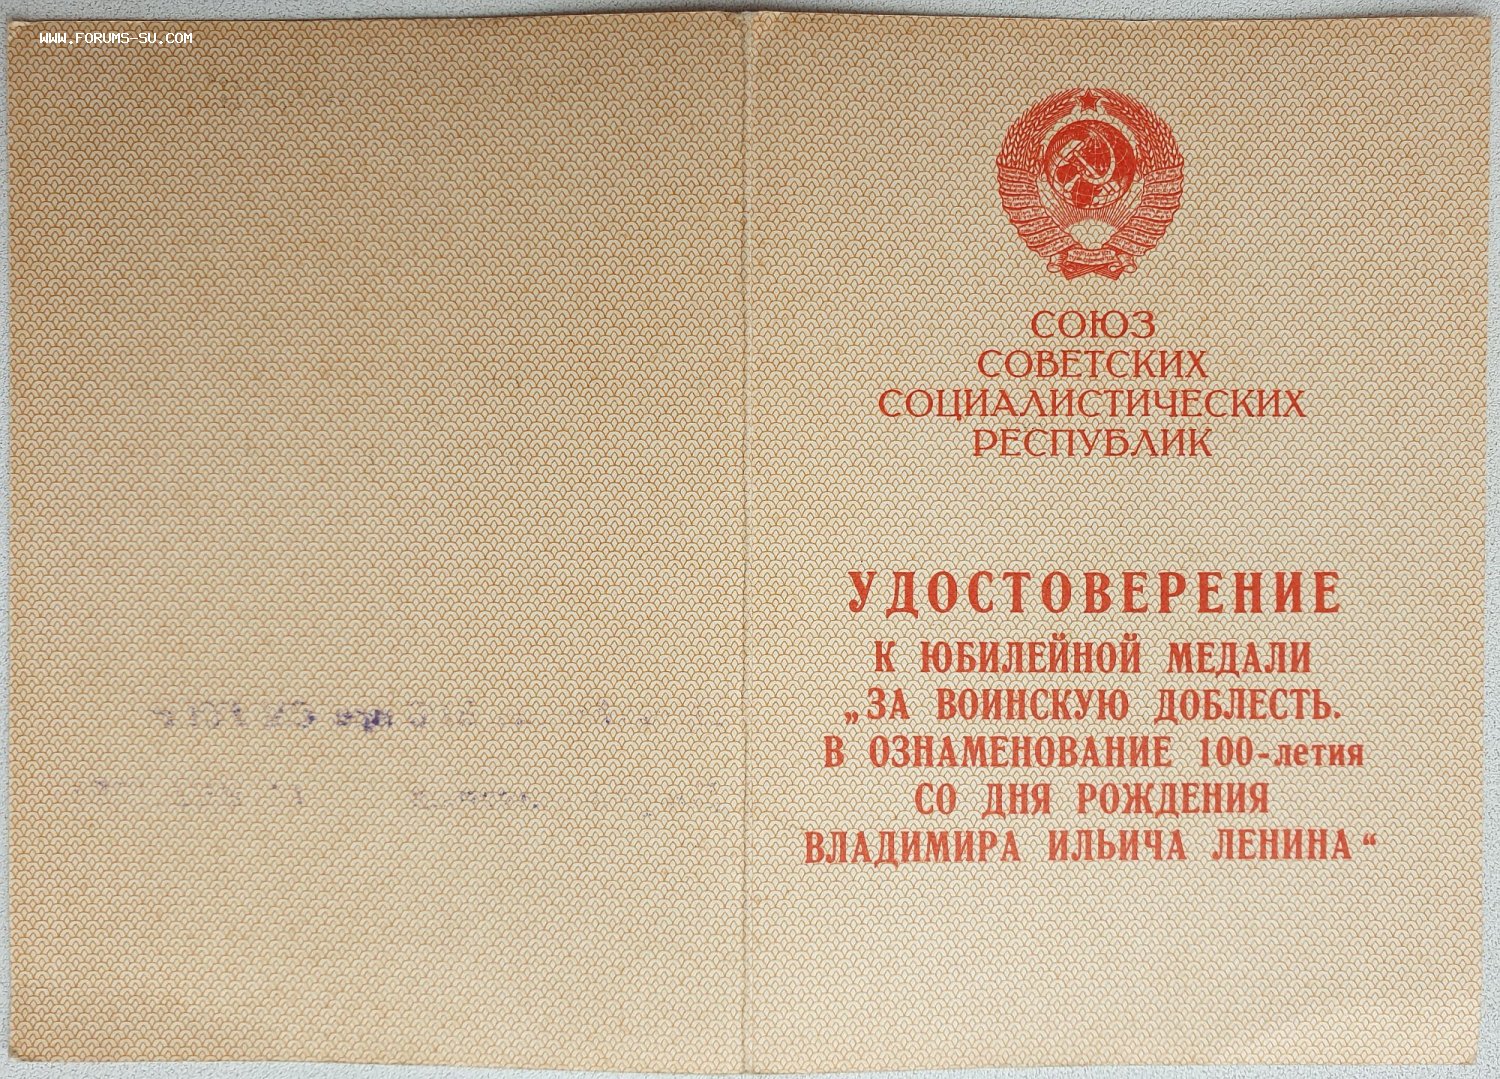 WWW.FORUMS-SU.COM
СОЮЗ
СОВЕТСКИХ
СОЦИАЛИСТИЧЕСКИХ
РЕСПУБЛИК
УДОСТОВЕРЕНИЕ
К ЮБИЛЕЙНОЙ МЕДАЛИ
„ЗА ВОИНСКУЮ ДОБЛЕСТЬ.
В ОЗНАМЕНОВАНИЕ 100-летия
СО ДНЯ РОЖДЕНИЯ
ВЛАДИМИРА ИЛЬИЧА ЛЕНИНА“